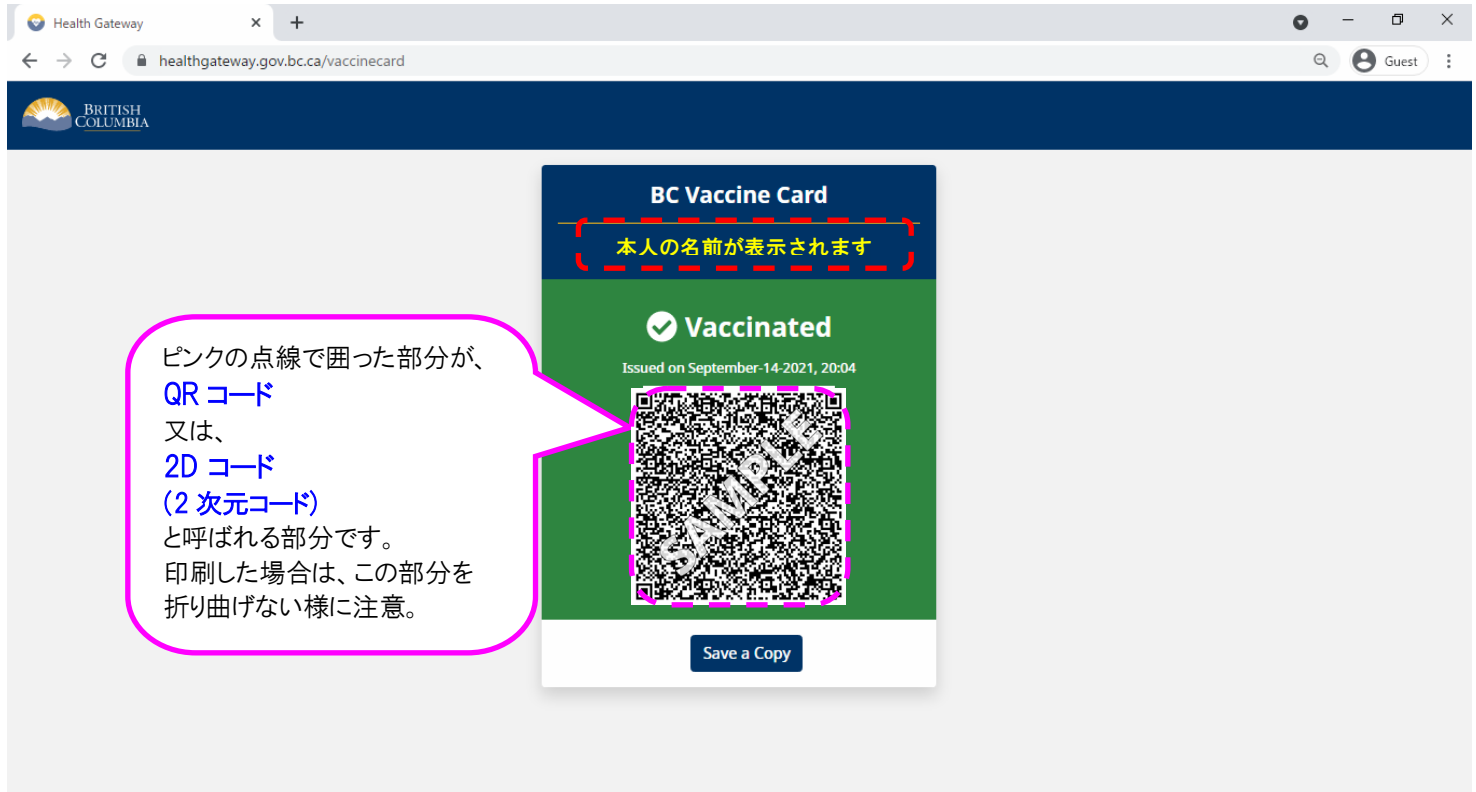 Health Gateway
healthgateway.gov.bc.ca/vaccinecard
Guest
BRITISH
COLUMBIA
BC Vaccine Card
本人の名前が表示されます
Vaccinated
Issued on September-14-2021, 20:04
SAMPLE
Save a Copy
ピンクの点線で囲った部分が、
QR コード
又は、
2D コード
(2 次元コード)
と呼ばれる部分です。
印刷した場合は、この部分を
折り曲げない様に注意。